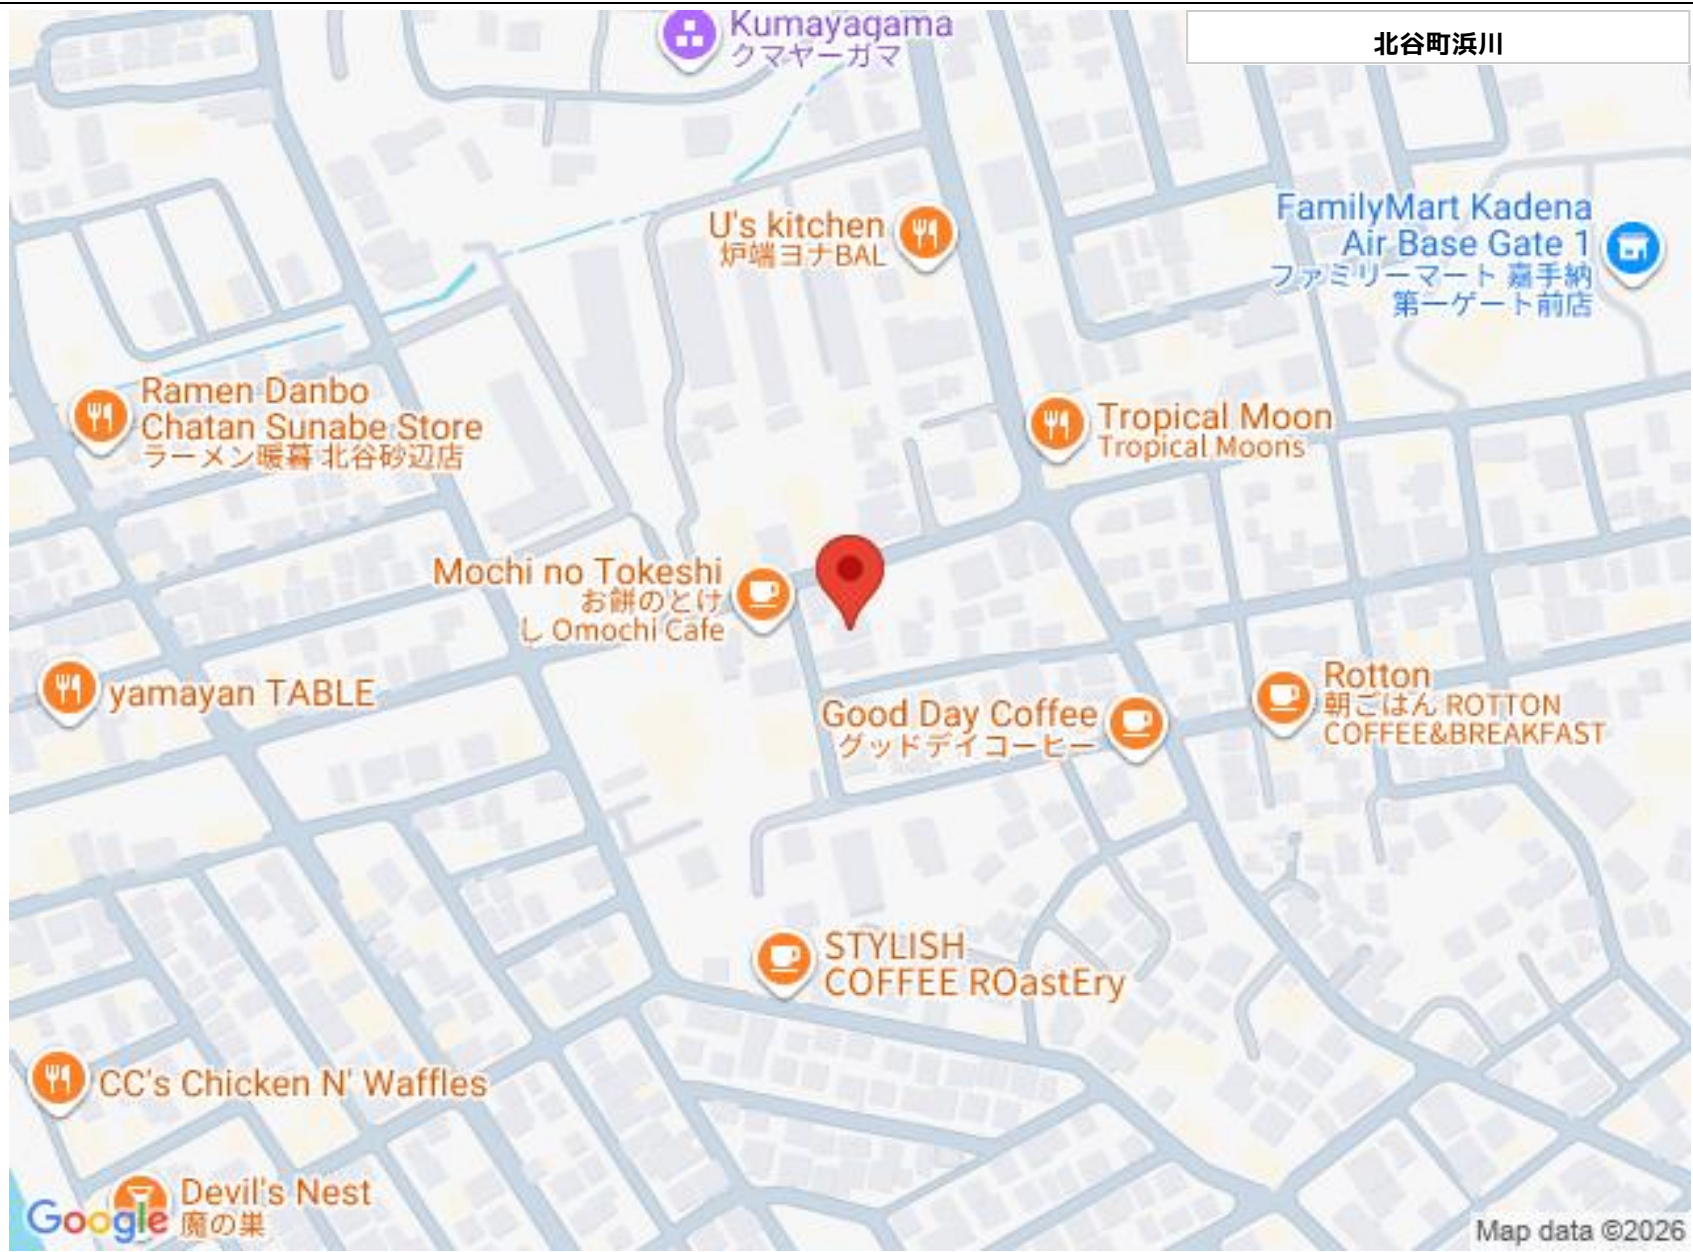 Kumayagama
クマヤーガマ
北谷町浜川
U's kitchen
炉端ヨナBAL
FamilyMart Kadena
Air Base Gate 1
ファミリーマート 嘉手納
第一ゲート前店
Ramen Danbo
Chatan Sunabe Store
ラーメン暖暮 北谷砂辺店
Tropical Moon
Tropical Moons
Mochi no Tokeshi
お餅のとけ
し Omochi Cafe
yamayan TABLE
Good Day Coffee
グッドデイコーヒー
Rotton
朝ごはん ROTTON
COFFEE&BREAKFAST
STYLISH
COFFEE ROastEry
CC's Chicken N' Waffles
Devil's Nest
魔の巣
Google
Map data ©2026